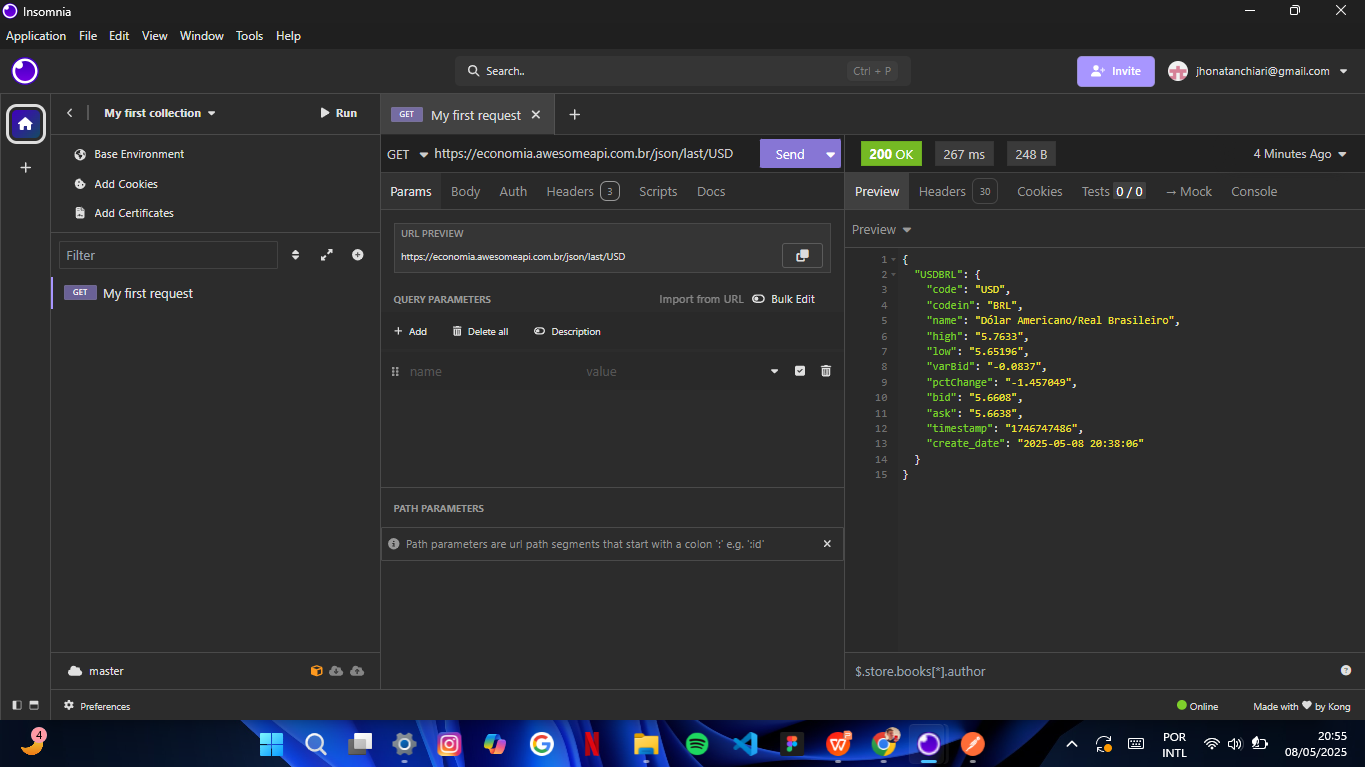 Insomnia
Application File Edit View Window Tools Help
Search.. Ctrl + P
Invite
jhonatanchiari@gmail.com
My first collection
Run
GET My first request
Base Environment
Add Cookies
Add Certificates
Filter
GET My first request
master
GET https://economia.awesomeapi.com.br/json/last/USD Send
Params Body Auth Headers 3 Scripts Docs
URL PREVIEW
https://economia.awesomeapi.com.br/json/last/USD
QUERY PARAMETERS Import from URL Bulk Edit
Add Delete all Description
name value
PATH PARAMETERS
Path parameters are url path segments that start with a colon ':' e.g. ':id'
200 OK 267 ms 248 B 4 Minutes Ago
Preview Headers 30 Cookies Tests 0 / 0 → Mock Console
Preview
1 {
2 "USDBRL": {
3 "code": "USD",
4 "codein": "BRL",
5 "name": "Dólar Americano/Real Brasileiro",
6 "high": "5.7633",
7 "low": "5.65196",
8 "varBid": "-0.0837",
9 "pctChange": "-1.457049",
10 "bid": "5.6608",
11 "ask": "5.6638",
12 "timestamp": "1746747486",
13 "create_date": "2025-05-08 20:38:06"
14 }
15 }
$.store.books[*].author
Preferences
Online Made with ❤ by Kong
4
POR
INTL
20:55
08/05/2025